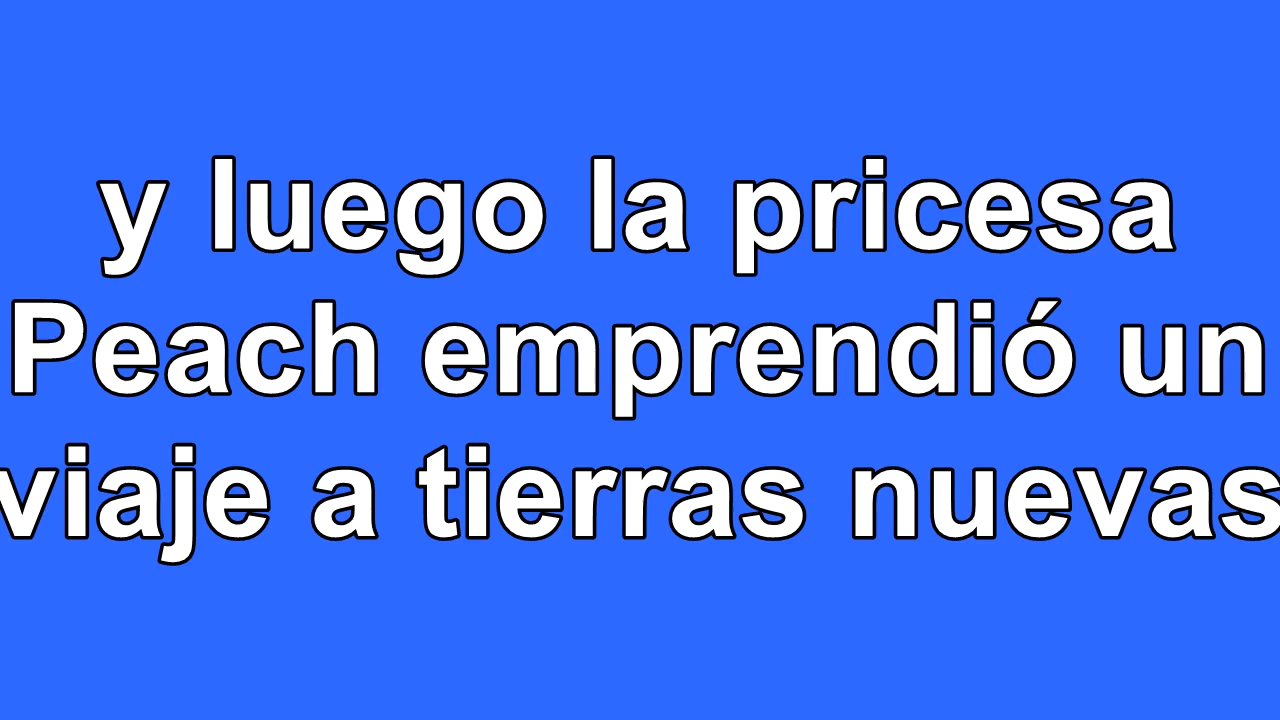 y luego la pricesa
Peach emprendió un
viaje a tierras nuevas